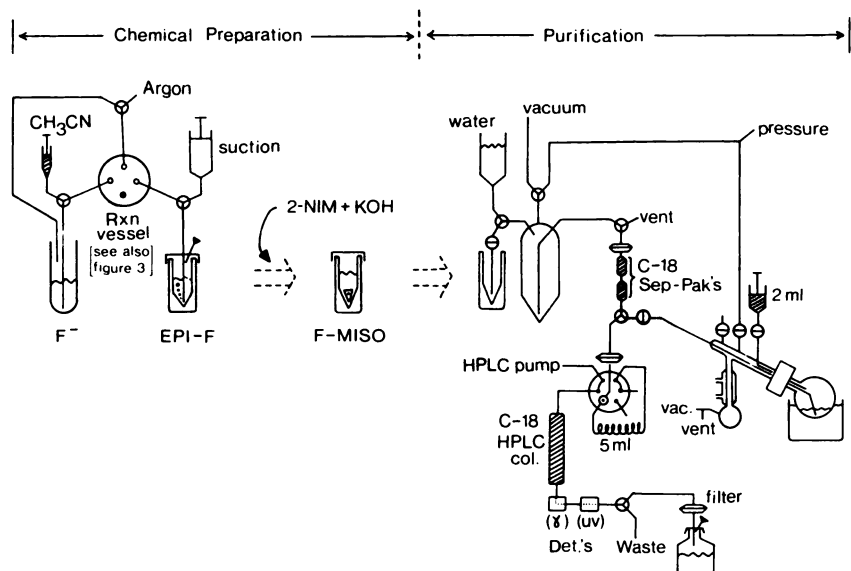 Chemical Preparation
Purification
Argon
CH₃CN
suction
Rxn
vessel
[see also
figure 3]
F⁻
EPI-F
2-NIM + KOH
F-MISO
water
vacuum
pressure
vent
C-18
Sep-Pak's
2 ml
HPLC pump
C-18
HPLC
col.
5 ml
vac.
vent
(γ) (uv)
Det.'s
Waste
filter